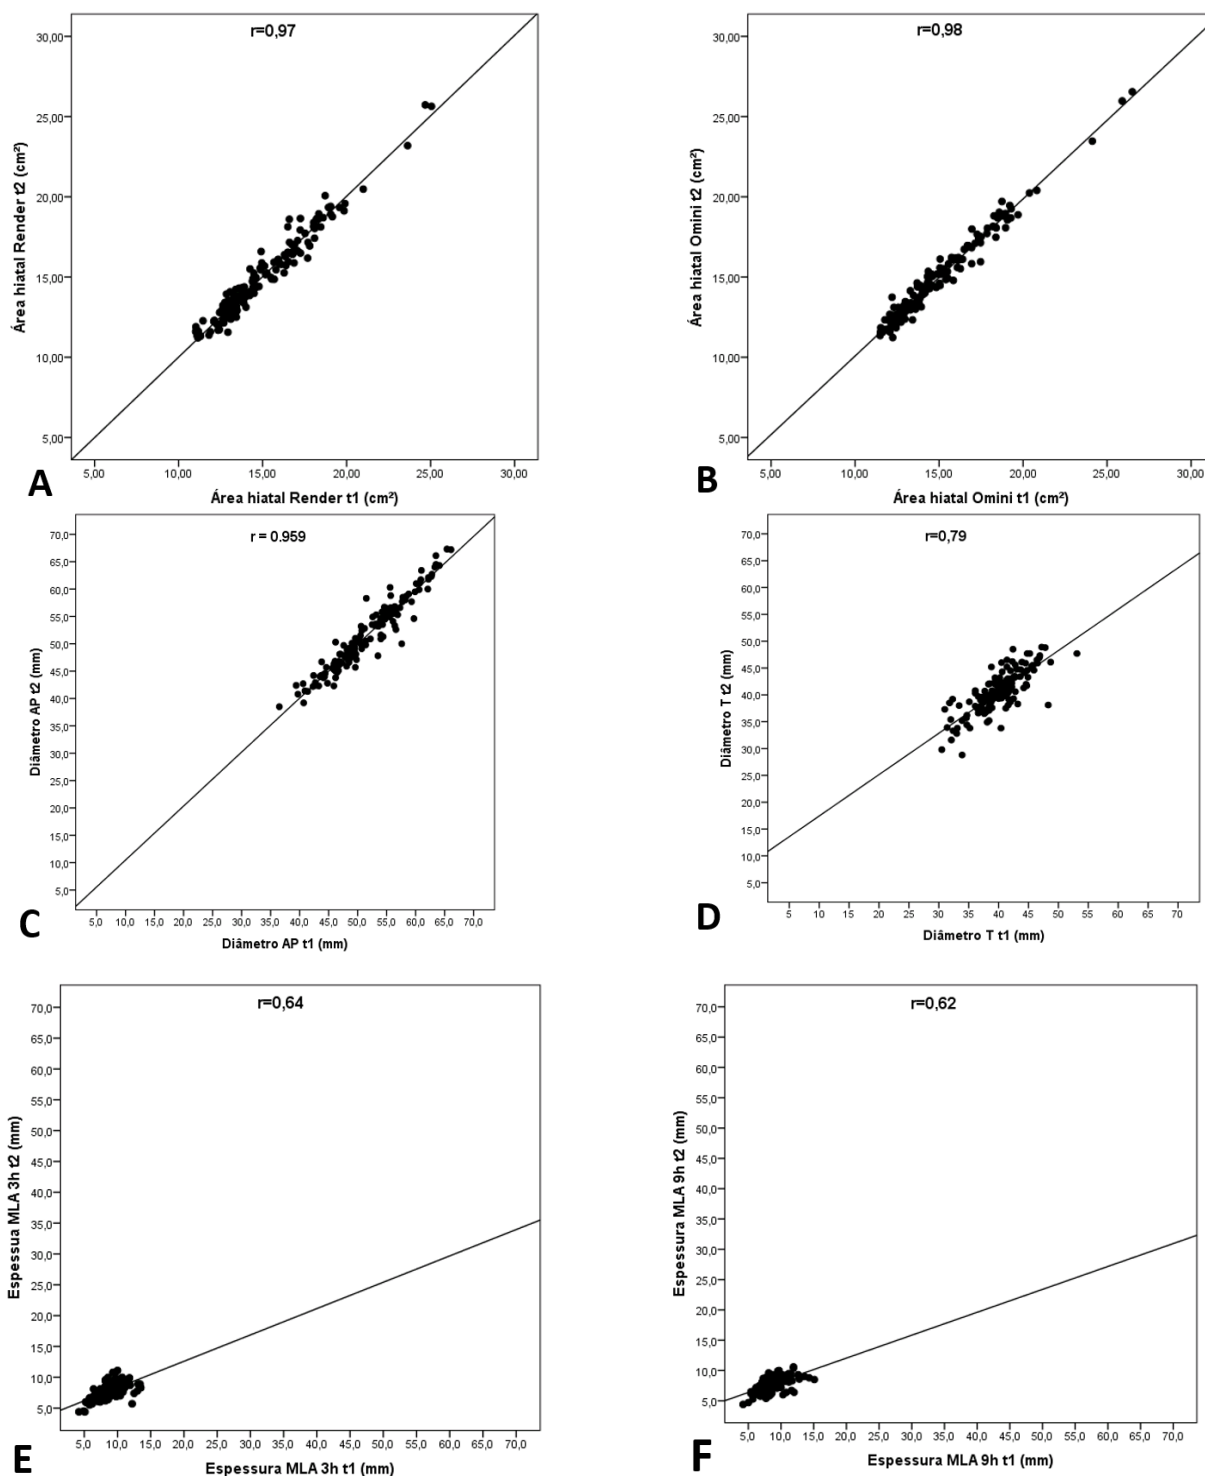 r=0,97
30,00
25,00
20,00
15,00
10,00
5,00
Área hiatal Render t2 (cm²)
5,00 10,00 15,00 20,00 25,00 30,00
Área hiatal Render t1 (cm²)
A
r=0,98
30,00
25,00
20,00
15,00
10,00
5,00
Área hiatal Omini t2 (cm²)
5,00 10,00 15,00 20,00 25,00 30,00
Área hiatal Omini t1 (cm²)
B
r = 0.959
70,0
65,0
60,0
55,0
50,0
45,0
40,0
35,0
30,0
25,0
20,0
15,0
10,0
5,0
Diâmetro AP t2 (mm)
5,0 10,0 15,0 20,0 25,0 30,0 35,0 40,0 45,0 50,0 55,0 60,0 65,0 70,0
Diâmetro AP t1 (mm)
C
r=0,79
70,0
65,0
60,0
55,0
50,0
45,0
40,0
35,0
30,0
25,0
20,0
15,0
10,0
5,0
Diâmetro T t2 (mm)
5 10 15 20 25 30 35 40 45 50 55 60 65 70
Diâmetro T t1 (mm)
D
r=0,64
70,0
65,0
60,0
55,0
50,0
45,0
40,0
35,0
30,0
25,0
20,0
15,0
10,0
5,0
Espessua MLA 3h t2 (mm)
5,0 10,0 15,0 20,0 25,0 30,0 35,0 40,0 45,0 50,0 55,0 60,0 65,0 70,0
Espessura MLA 3h t1 (mm)
E
r=0,62
70,0
65,0
60,0
55,0
50,0
45,0
40,0
35,0
30,0
25,0
20,0
15,0
10,0
5,0
Espessura MLA 9h t2 (mm)
5,0 10,0 15,0 20,0 25,0 30,0 35,0 40,0 45,0 50,0 55,0 60,0 65,0 70,0
Espessura MLA 9h t1 (mm)
F